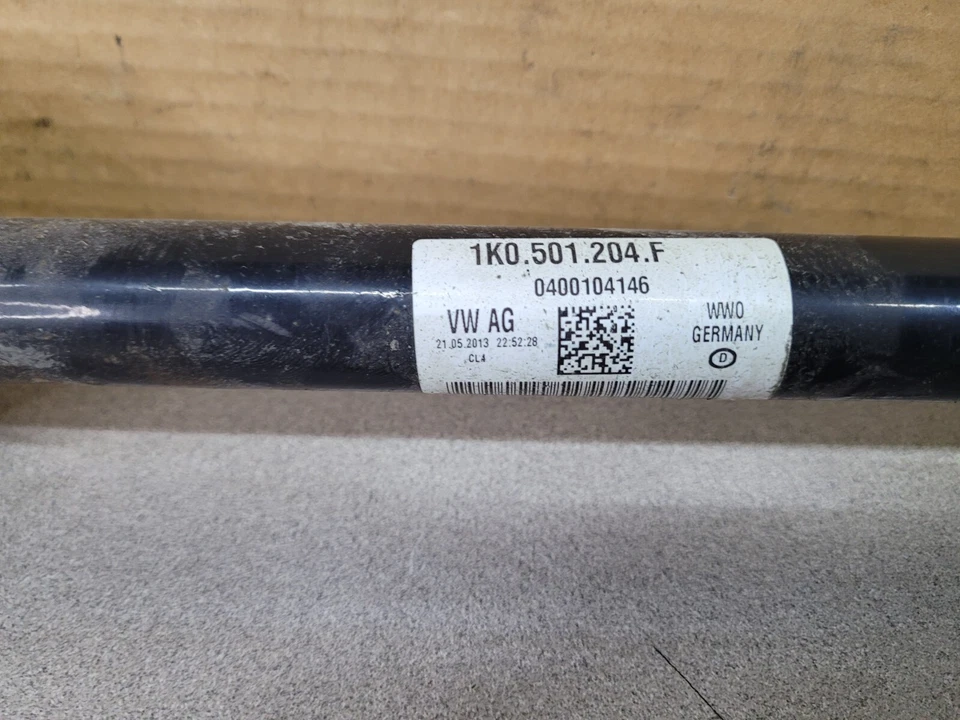 1K0.501.204.F
0400104146
VW AG
21.05.2013 22:52:28
CL4
WWO
GERMANY
D